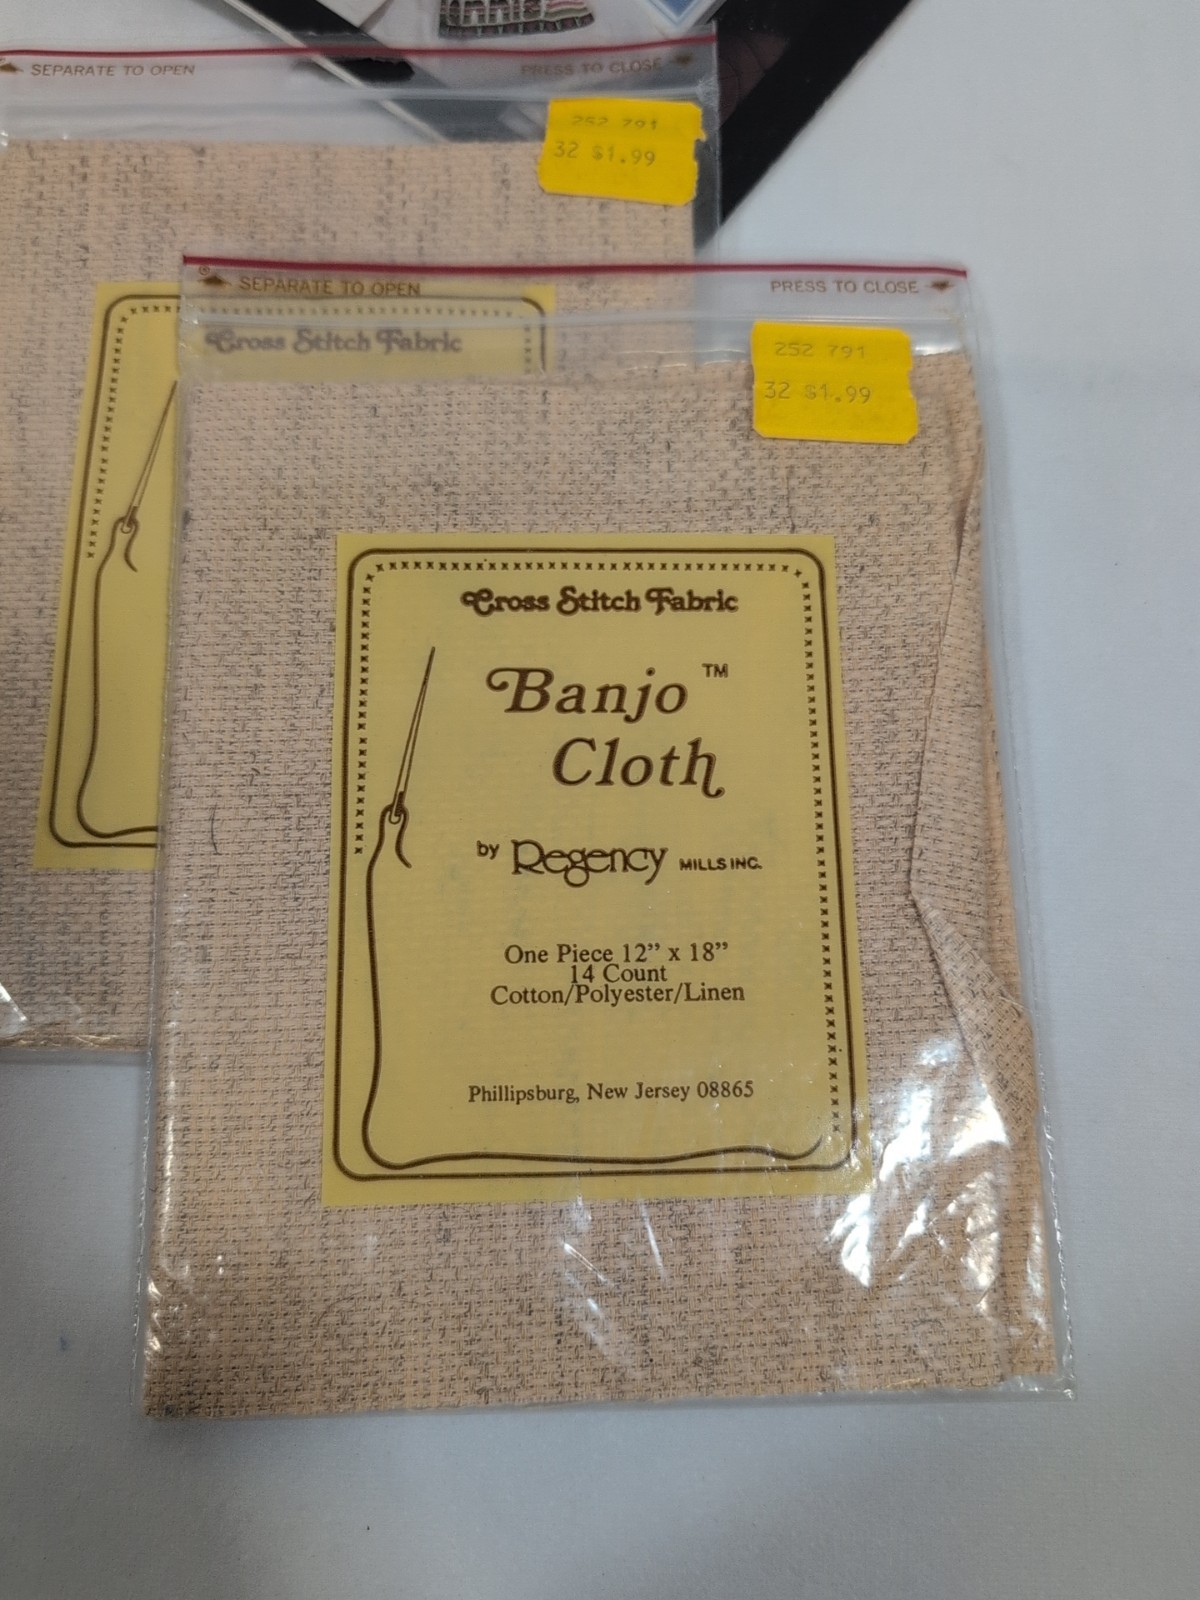 SEPARATE TO OPEN
PRESS TO CLOSE
252 791
32 $1.99
Cross Stitch Fabric
SEPARATE TO OPEN
PRESS TO CLOSE
252 791
32 $1.99
Cross Stitch Fabric
Banjo ™
Cloth
by Regency MILLS INC.
One Piece 12” x 18”
14 Count
Cotton/Polyester/Linen
Phillipsburg, New Jersey 08865